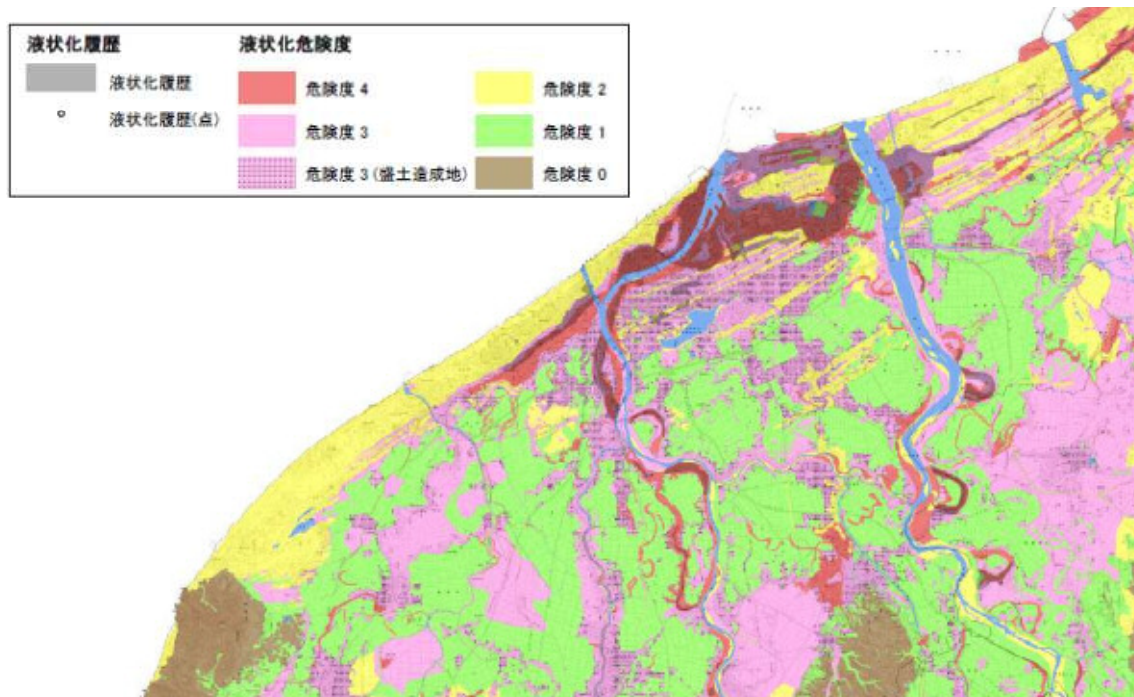 液状化履歴
液状化履歴
液状化履歴(点)
液状化危険度
危険度 4
危険度 3
危険度 3 (盛土造成地)
危険度 2
危険度 1
危険度 0